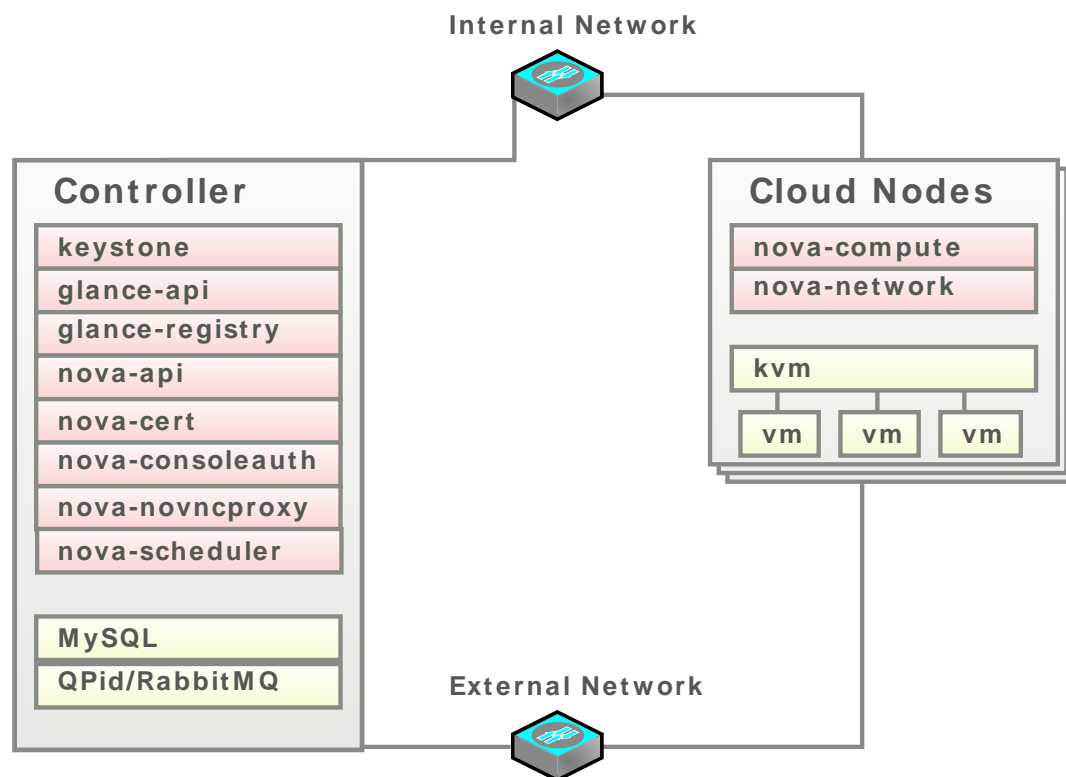 Internal Network
Controller
keystone
glance-api
glance-registry
nova-api
nova-cert
nova-consoleauth
nova-novncproxy
nova-scheduler
MySQL
QPid/RabbitMQ
Cloud Nodes
nova-compute
nova-network
kvm
vm vm vm
External Network